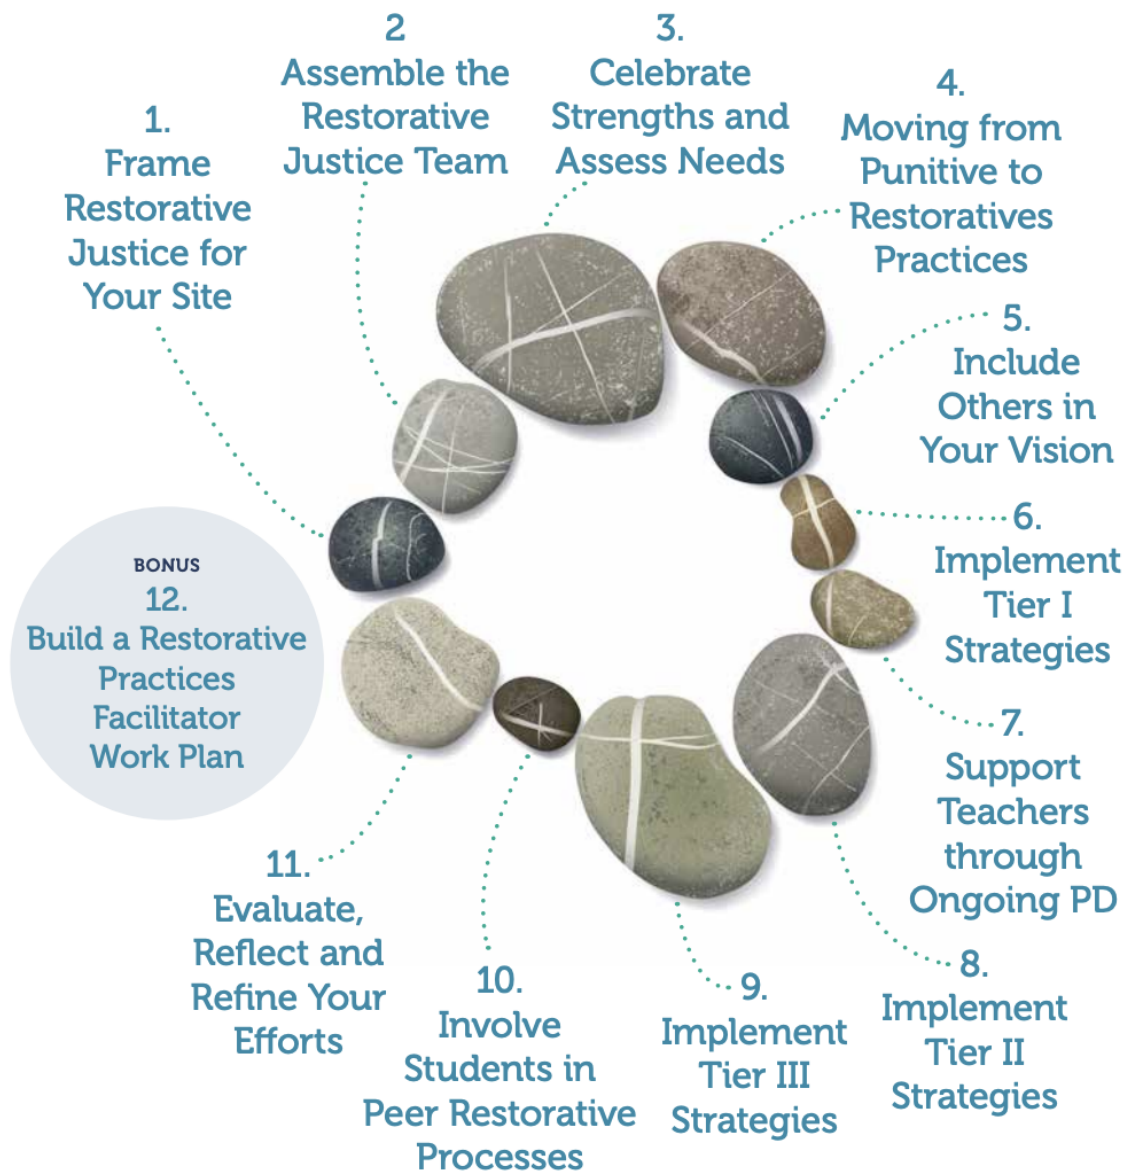 1.
Frame
Restorative
Justice for
Your Site
2
Assemble the
Restorative
Justice Team
3.
Celebrate
Strengths and
Assess Needs
4.
Moving from
Punitive to
Restoratives
Practices
5.
Include
Others in
Your Vision
6.
Implement
Tier I
Strategies
7.
Support
Teachers
through
Ongoing PD
8.
Implement
Tier II
Strategies
9.
Implement
Tier III
Strategies
10.
Involve
Students in
Peer Restorative
Processes
11.
Evaluate,
Reflect and
Refine Your
Efforts
BONUS
12.
Build a Restorative
Practices
Facilitator
Work Plan